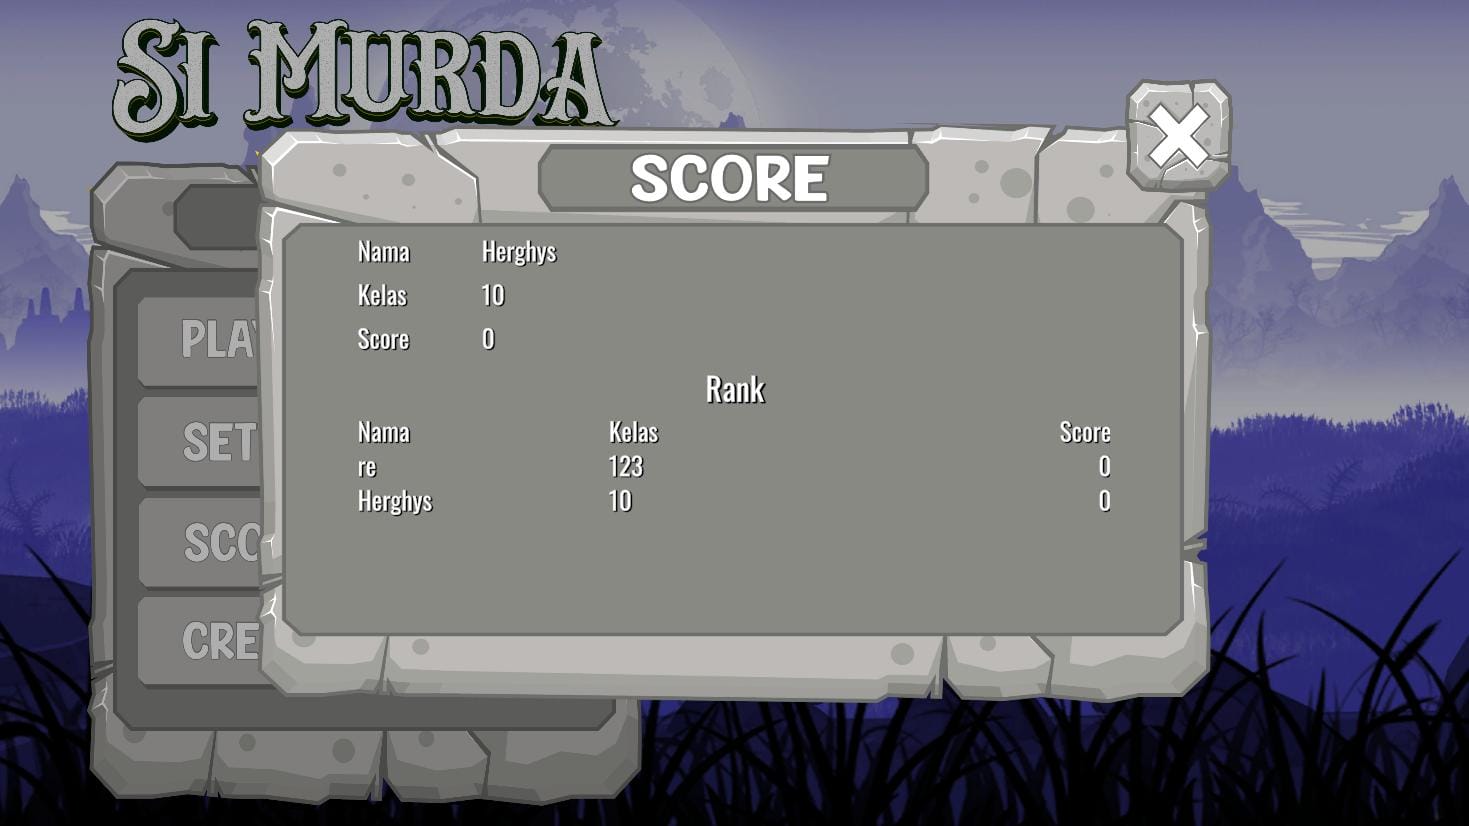 SI MURDA
SCORE
Nama Herghys
Kelas 10
Score 0
Rank
Nama Kelas Score
re 123 0
Herghys 10 0
PLA
SET
SCO
CRE